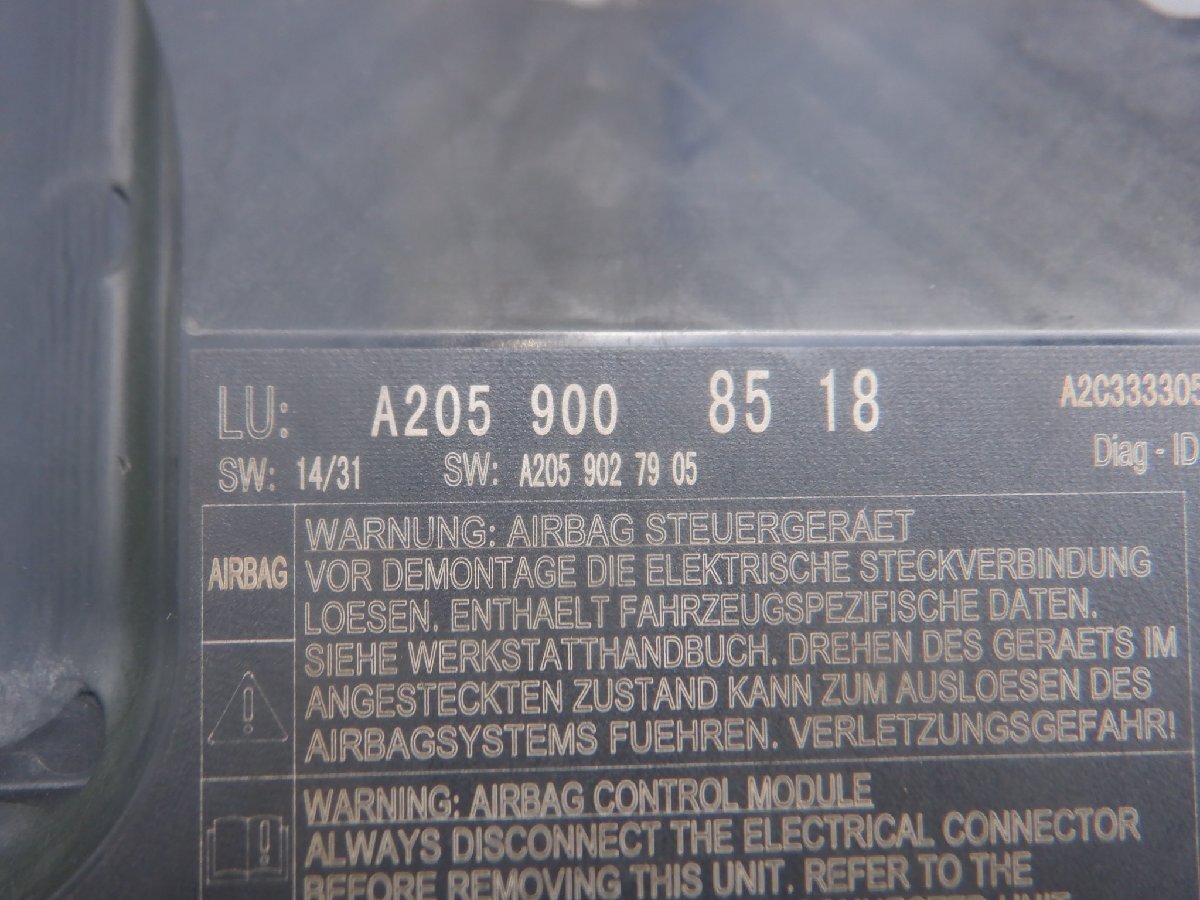 LU: A205 900 85 18 A2C333305
SW: 14/31 SW: A205 902 79 05 Diag - ID
AIRBAG
WARNUNG: AIRBAG STEUERGERAET
VOR DEMONTAGE DIE ELEKTRISCHE STECKVERBINDUNG
LOESEN. ENTHAELT FAHRZEUGSPEZIFISCHE DATEN.
SIEHE WERKSTATTHANDBUCH. DREHEN DES GERAETS IM
ANGESTECKTEN ZUSTAND KANN ZUM AUSLOESEN DES
AIRBAGSYSTEMS FUEHREN. VERLETZUNGSGEFAHR!
WARNING: AIRBAG CONTROL MODULE
ALWAYS DISCONNECT THE ELECTRICAL CONNECTOR
BEFORE REMOVING THIS UNIT. REFER TO THE